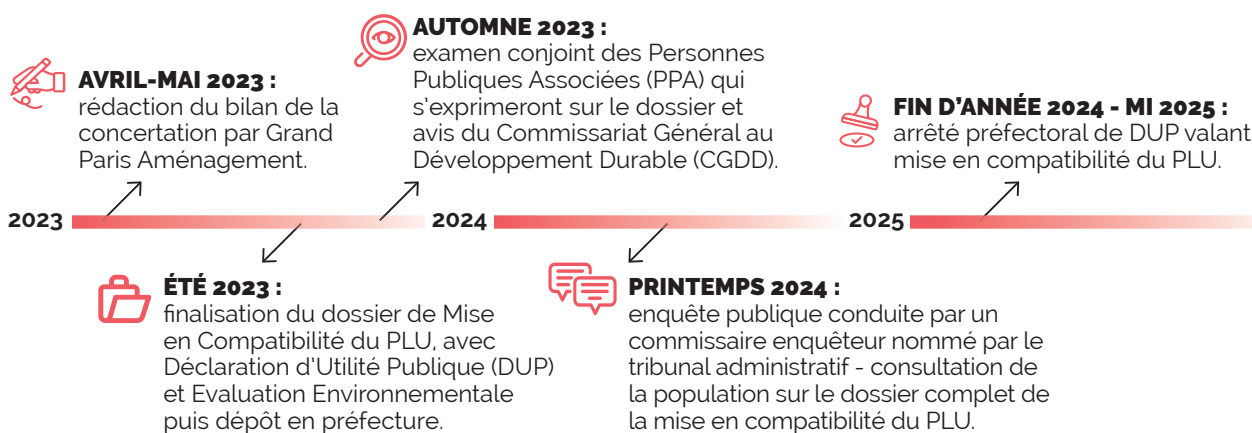 AVRIL-MAI 2023 :
rédaction du bilan de la
concertation par Grand
Paris Aménagement.
AUTOMNE 2023 :
examen conjoint des Personnes
Publiques Associées (PPA) qui
s'exprimeront sur le dossier et
avis du Commissariat Général au
Développement Durable (CGDD).
FIN D'ANNÉE 2024 - MI 2025 :
arrêté préfectoral de DUP valant
mise en compatibilité du PLU.
2023
2024
2025
ÉTÉ 2023 :
finalisation du dossier de Mise
en Compatibilité du PLU, avec
Déclaration d'Utilité Publique (DUP)
et Evaluation Environnementale
puis dépôt en préfecture.
PRINTEMPS 2024 :
enquête publique conduite par un
commissaire enquêteur nommé par le
tribunal administratif - consultation de
la population sur le dossier complet de
la mise en compatibilité du PLU.